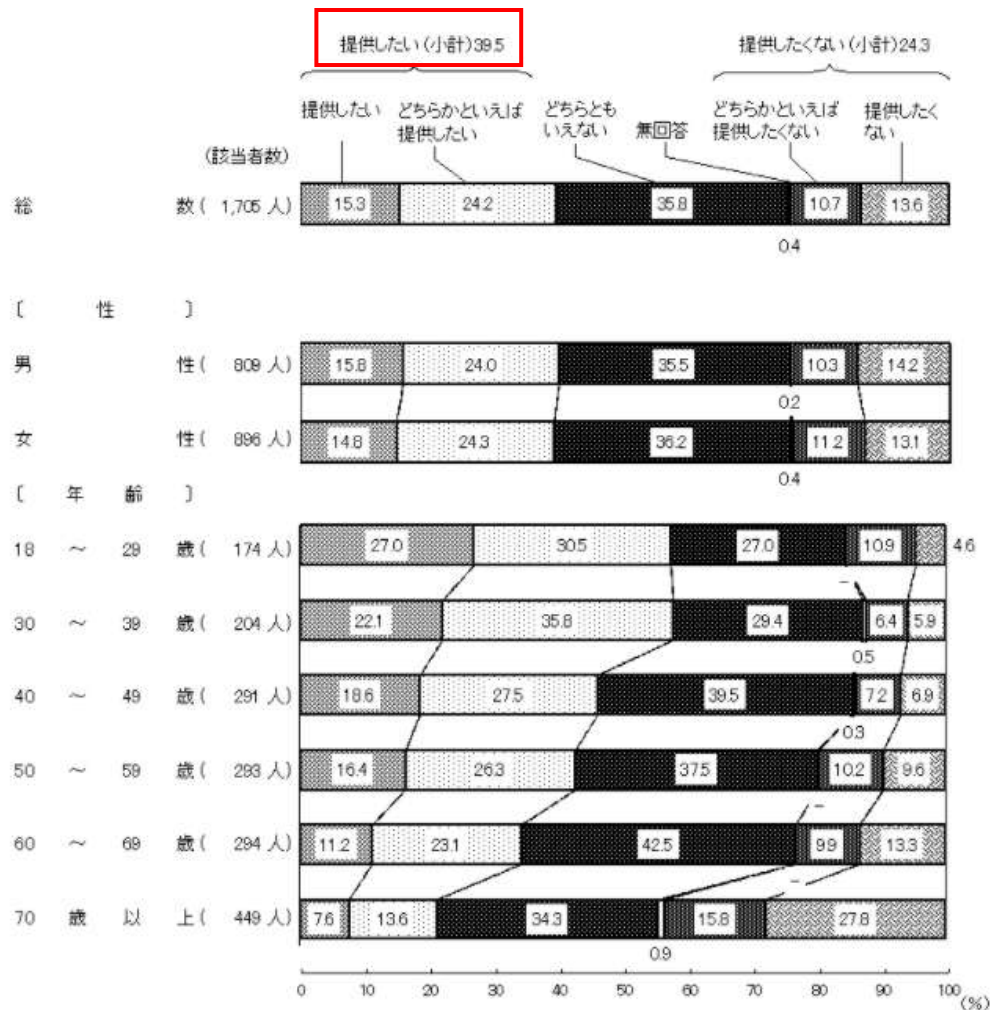 提供したい(小計)39.5 提供したくない(小計)24.3
提供したい どちらかといえば提供したい どちらともいえない 無回答 どちらかといえば提供したくない 提供したくない
(該当者数)
総数( 1,705 人) 15.3 24.2 35.8 10.7 13.6
0.4
〔 性 〕
男性( 809 人) 15.8 24.0 35.5 10.3 14.2
0.2
女性( 896 人) 14.8 24.3 36.2 11.2 13.1
0.4
〔 年齢 〕
18 ~ 29 歳( 174 人) 27.0 30.5 27.0 10.9 4.6
-
30 ~ 39 歳( 204 人) 22.1 35.8 29.4 6.4 5.9
0.5
40 ~ 49 歳( 291 人) 18.6 27.5 39.5 7.2 6.9
0.3
50 ~ 59 歳( 293 人) 16.4 26.3 37.5 10.2 9.6
-
60 ~ 69 歳( 294 人) 11.2 23.1 42.5 9.9 13.3
-
70 歳以上( 449 人) 7.6 13.6 34.3 15.8 27.8
0.9
0 10 20 30 40 50 60 70 80 90 100
(%)